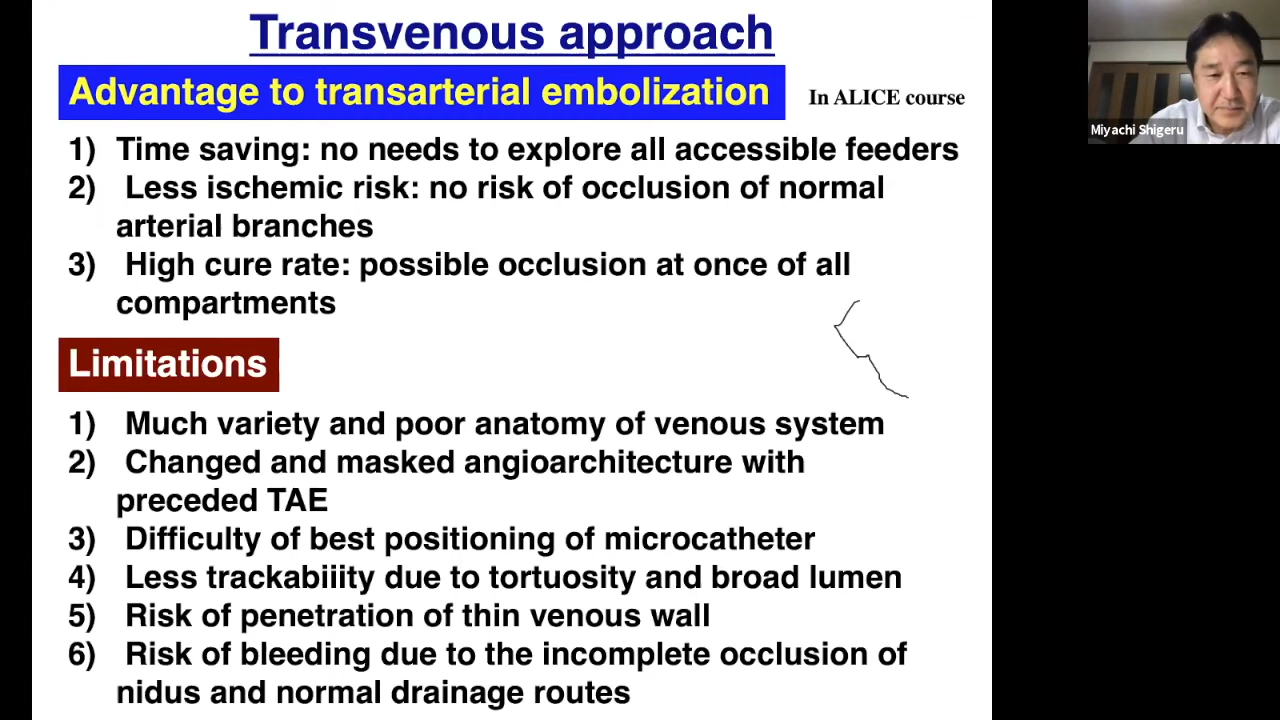 Transvenous approach
Advantage to transarterial embolization
In ALICE course
1) Time saving: no needs to explore all accessible feeders
2) Less ischemic risk: no risk of occlusion of normal
arterial branches
3) High cure rate: possible occlusion at once of all
compartments
Limitations
1) Much variety and poor anatomy of venous system
2) Changed and masked angioarchitecture with
preceded TAE
3) Difficulty of best positioning of microcatheter
4) Less trackabiiity due to tortuosity and broad lumen
5) Risk of penetration of thin venous wall
6) Risk of bleeding due to the incomplete occlusion of
nidus and normal drainage routes
Miyachi Shigeru